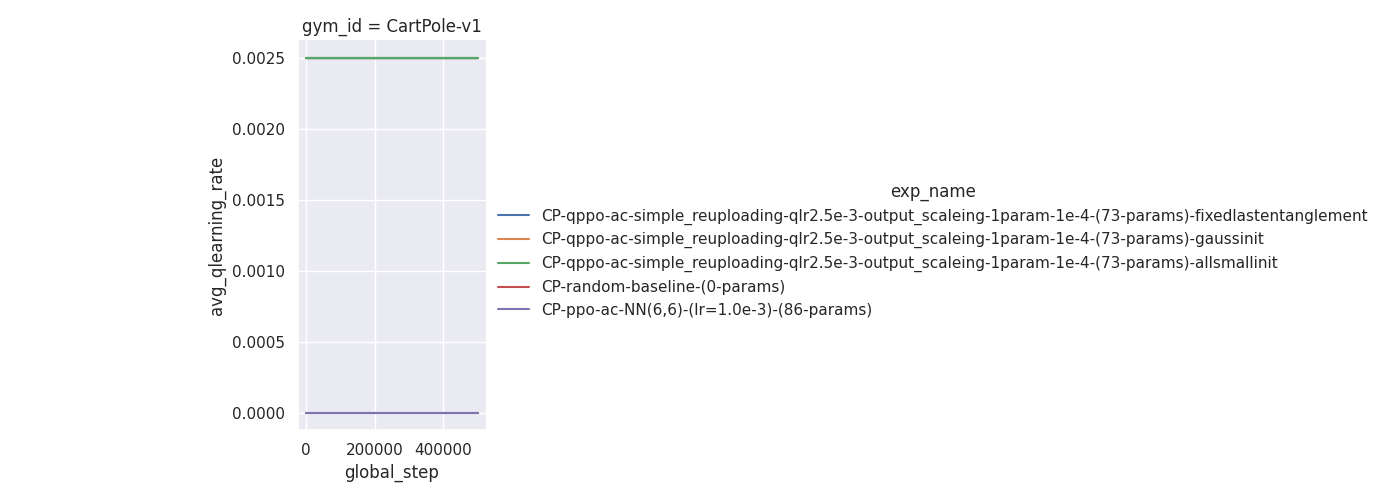 gym_id = CartPole-v1
avg_qlearning_rate
0.0025
0.0020
0.0015
0.0010
0.0005
0.0000
0 200000 400000
global_step
exp_name
CP-qppo-ac-simple_reuploading-qlr2.5e-3-output_scaleing-1param-1e-4-(73-params)-fixedlastentanglement
CP-qppo-ac-simple_reuploading-qlr2.5e-3-output_scaleing-1param-1e-4-(73-params)-gaussinit
CP-qppo-ac-simple_reuploading-qlr2.5e-3-output_scaleing-1param-1e-4-(73-params)-allsmallinit
CP-random-baseline-(0-params)
CP-ppo-ac-NN(6,6)-(lr=1.0e-3)-(86-params)